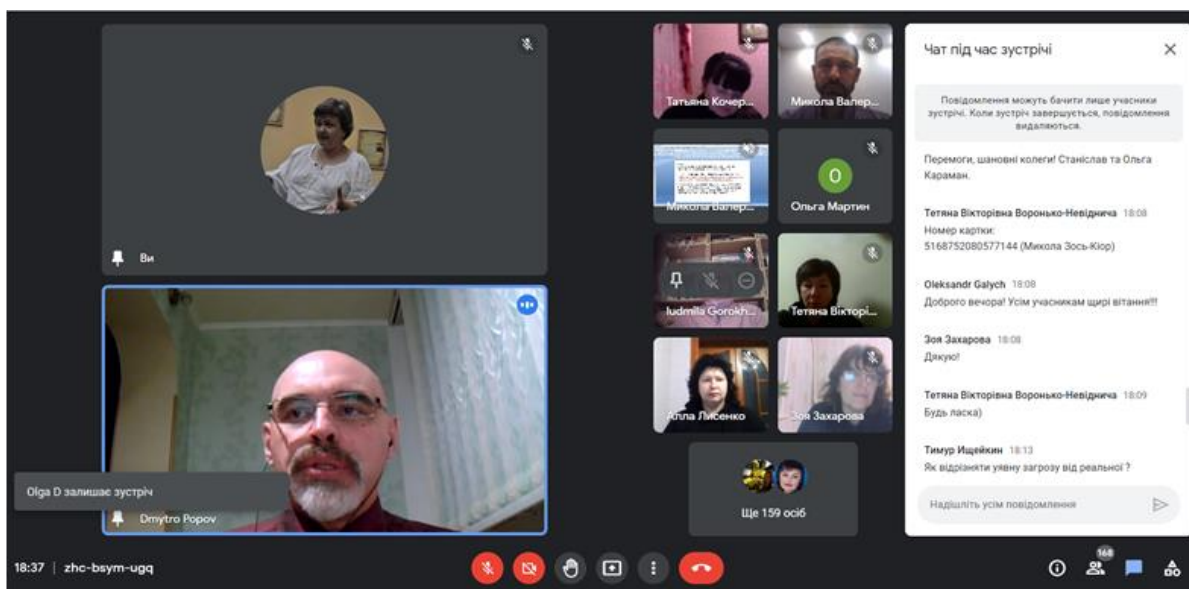 Ви
Olga D залишає зустріч
Dmytro Popov
Татьяна Кочер...
Микола Валер...
Микола Валер...
О
Ольга Мартин
ludmila Gorokh...
Тетяна Вікторі...
Алла Лисенко
Зоя Захарова
Ще 159 осіб
Чат під час зустрічі
Повідомлення можуть бачити лише учасники
зустрічі. Коли зустріч завершується, повідомлення
видаляються.
Перемоги, шановні колеги! Станіслав та Ольга
Караман.
Тетяна Вікторівна Воронько-Невіднича 18:08
Номер картки:
5168752080577144 (Микола Зось-Кіор)
Oleksandr Galych 18:08
Доброго вечора! Усім учасникам щирі вітання!!!
Зоя Захарова 18:08
Дякую!
Тетяна Вікторівна Воронько-Невіднича 18:09
Будь ласка)
Тимур Ищейкин 18:13
Як відрізняти уявну загрозу від реальної ?
Надішліть усім повідомлення
18:37 | zhc-bsym-ugq
168